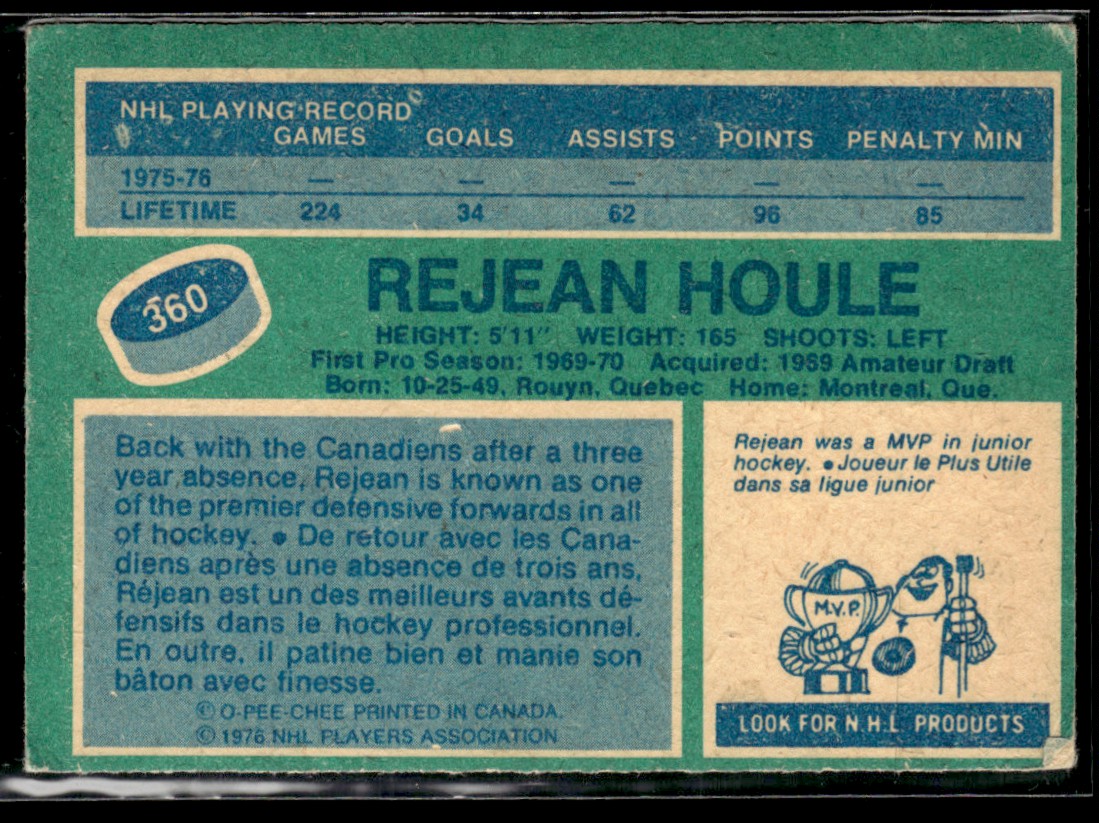 NHL PLAYING RECORD
GAMES GOALS ASSISTS POINTS PENALTY MIN
1975-76 — — — — —
LIFETIME 224 34 62 96 85
360
REJEAN HOULE
HEIGHT: 5'11" WEIGHT: 165 SHOOTS: LEFT
First Pro Season: 1969-70 Acquired: 1969 Amateur Draft
Born: 10-25-49, Rouyn, Quebec Home: Montreal, Que.
Back with the Canadiens after a three
year absence, Rejean is known as one
of the premier defensive forwards in all
of hockey. • De retour avec les Cana-
diens après une absence de trois ans,
Réjean est un des meilleurs avants dé-
fensifs dans le hockey professionnel.
En outre, il patine bien et manie son
bâton avec finesse.
© O-PEE-CHEE PRINTED IN CANADA.
© 1976 NHL PLAYERS ASSOCIATION
Rejean was a MVP in junior
hockey. • Joueur le Plus Utile
dans sa ligue junior
M.V.P.
LOOK FOR N.H.L. PRODUCTS